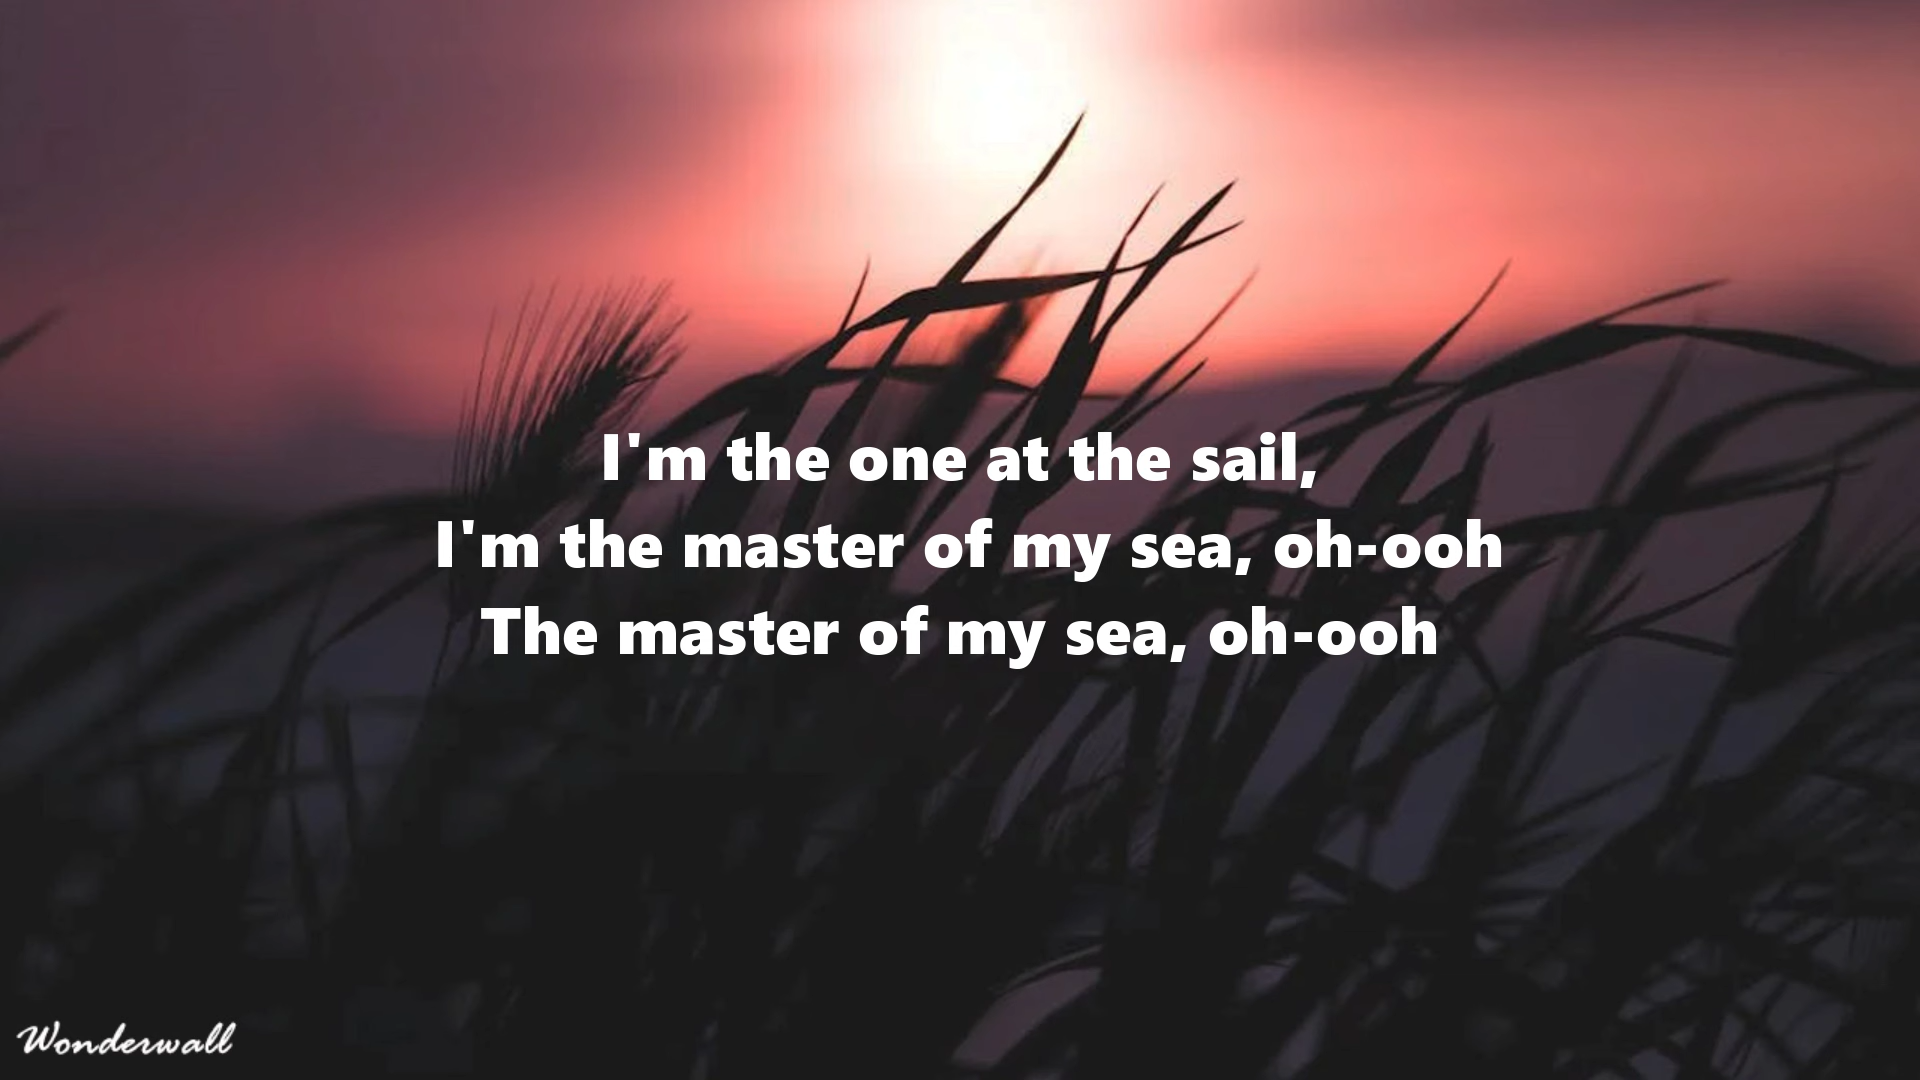 I'm the one at the sail,
I'm the master of my sea, oh-ooh
The master of my sea, oh-ooh
Wonderwall